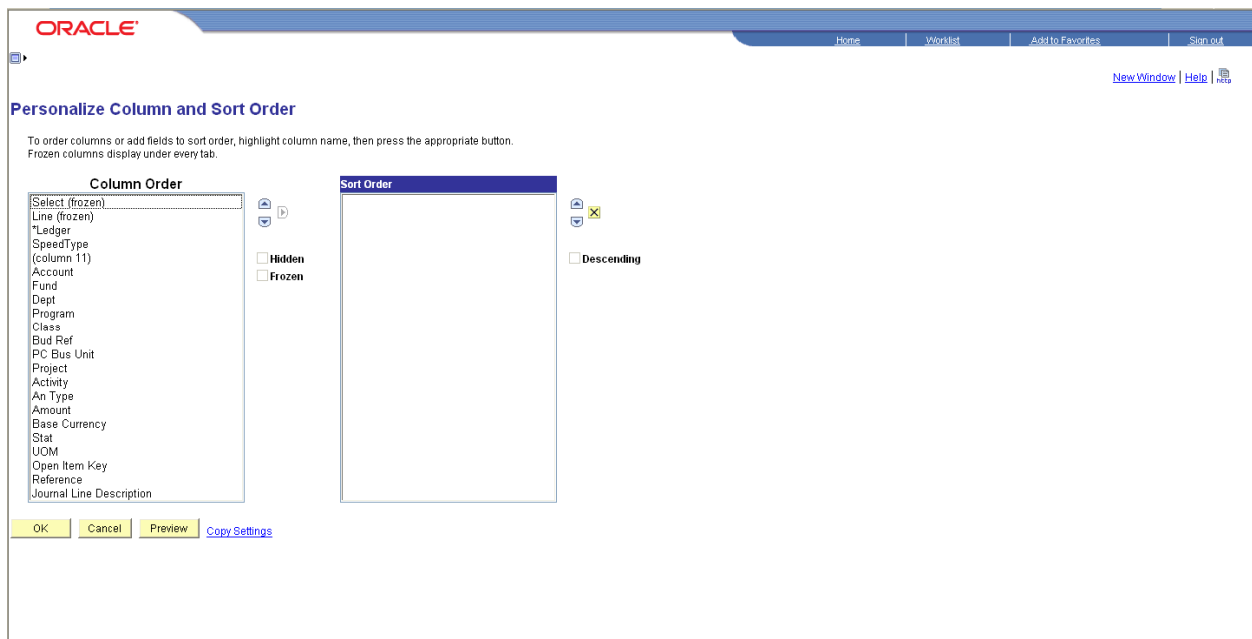 ORACLE'
Home Worklist Add to Favorites Sign out
New Window | Help | http
Personalize Column and Sort Order
To order columns or add fields to sort order, highlight column name, then press the appropriate button.
Frozen columns display under every tab.
Column Order
Select (frozen)
Line (frozen)
*Ledger
SpeedType
(column 11)
Account
Fund
Dept
Program
Class
Bud Ref
PC Bus Unit
Project
Activity
An Type
Amount
Base Currency
Stat
UOM
Open Item Key
Reference
Journal Line Description
Hidden
Frozen
Sort Order
Descending
OK Cancel Preview Copy Settings